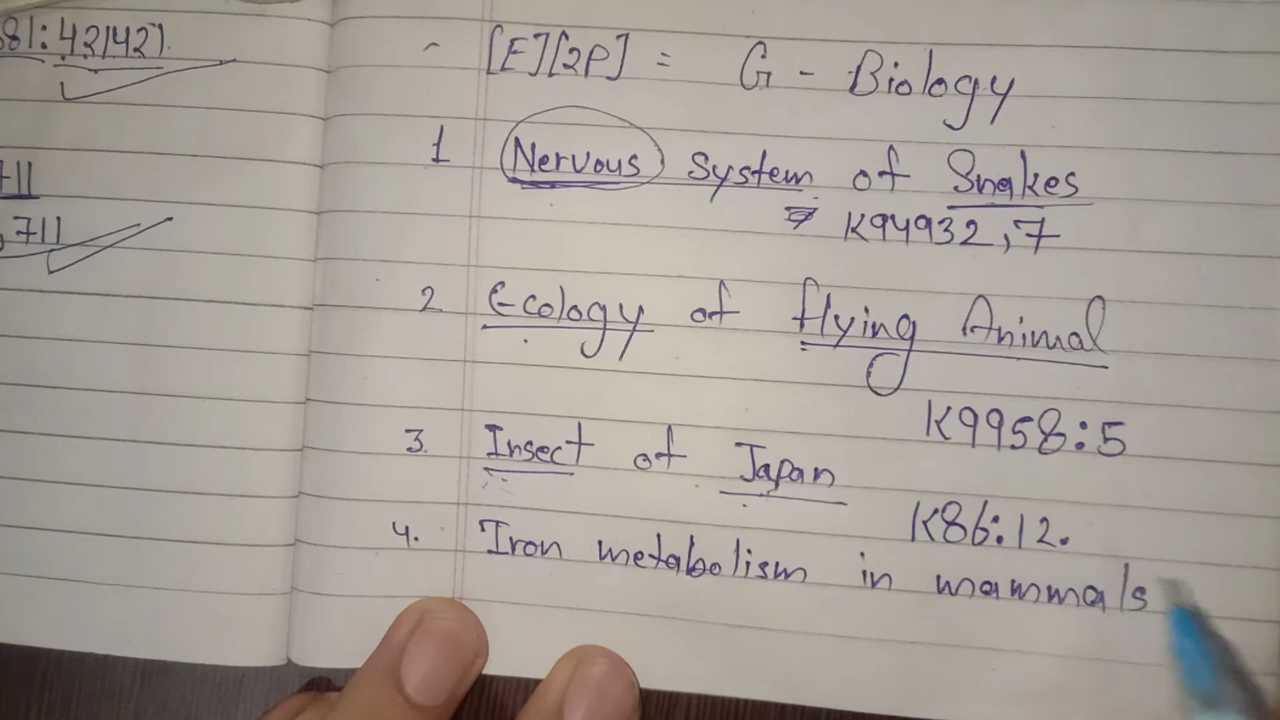 81:42142).
[E][2P] = G - Biology
1 Nervous System of Snakes
K94932,7
711
2 Ecology of flying Animal
K9958:5
3. Insect of Japan
K86:12.
4. Iron metabolism in mammals